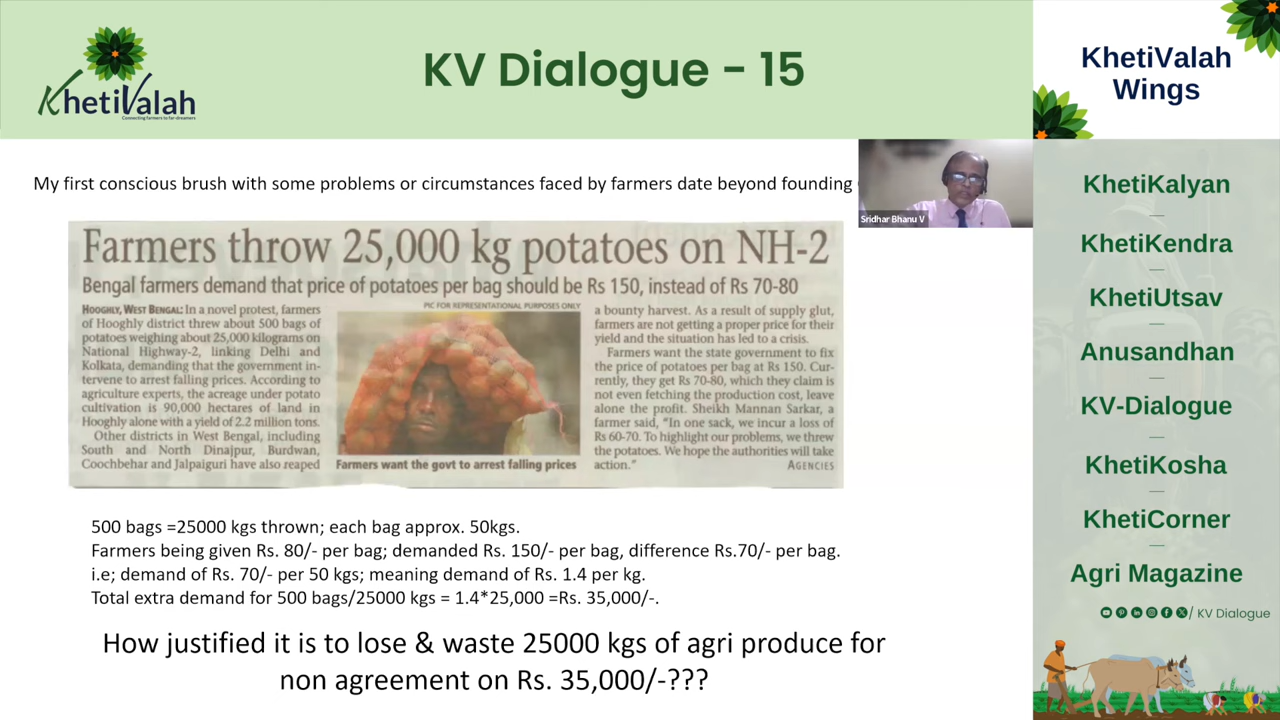 KhetiValah
Connecting farmers to far dreamers
KV Dialogue - 15
KhetiValah
Wings
My first conscious brush with some problems or circumstances faced by farmers date beyond founding
Sridhar Bhanu V
Farmers throw 25,000 kg potatoes on NH-2
Bengal farmers demand that price of potatoes per bag should be Rs 150, instead of Rs 70-80
HOOGHLY, WEST BENGAL: In a novel protest, farmers
of Hooghly district threw about 500 bags of
potatoes weighing about 25,000 kilograms on
National Highway-2, linking Delhi and
Kolkata, demanding that the government in-
tervene to arrest falling prices. According to
agriculture experts, the acreage under potato
cultivation is 90,000 hectares of land in
Hooghly alone with a yield of 2.2 million tons.
Other districts in West Bengal, including
South and North Dinajpur, Burdwan,
Coochbehar and Jalpaiguri have also reaped
PIC FOR REPRESENTATIONAL PURPOSES ONLY
Farmers want the govt to arrest falling prices
a bounty harvest. As a result of supply glut,
farmers are not getting a proper price for their
yield and the situation has led to a crisis.
Farmers want the state government to fix
the price of potatoes per bag at Rs 150. Cur-
rently, they get Rs 70-80, which they claim is
not even fetching the production cost, leave
alone the profit. Sheikh Mannan Sarkar, a
farmer said, "In one sack, we incur a loss of
Rs 60-70. To highlight our problems, we threw
the potatoes. We hope the authorities will take
action." AGENCIES
500 bags =25000 kgs thrown; each bag approx. 50kgs.
Farmers being given Rs. 80/- per bag; demanded Rs. 150/- per bag, difference Rs.70/- per bag.
i.e; demand of Rs. 70/- per 50 kgs; meaning demand of Rs. 1.4 per kg.
Total extra demand for 500 bags/25000 kgs = 1.4*25,000 =Rs. 35,000/-.
How justified it is to lose & waste 25000 kgs of agri produce for
non agreement on Rs. 35,000/-???
KhetiKalyan
KhetiKendra
KhetiUtsav
Anusandhan
KV-Dialogue
KhetiKosha
KhetiCorner
Agri Magazine
/ KV Dialogue